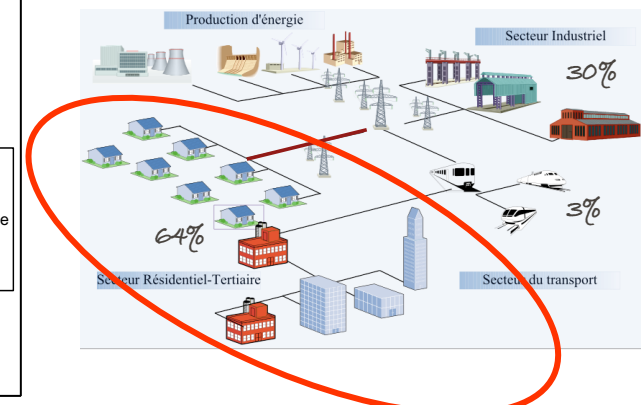 Production d'énergie
Secteur Industriel
30%
e
64%
3%
Secteur Résidentiel-Tertiaire
Secteur du transport